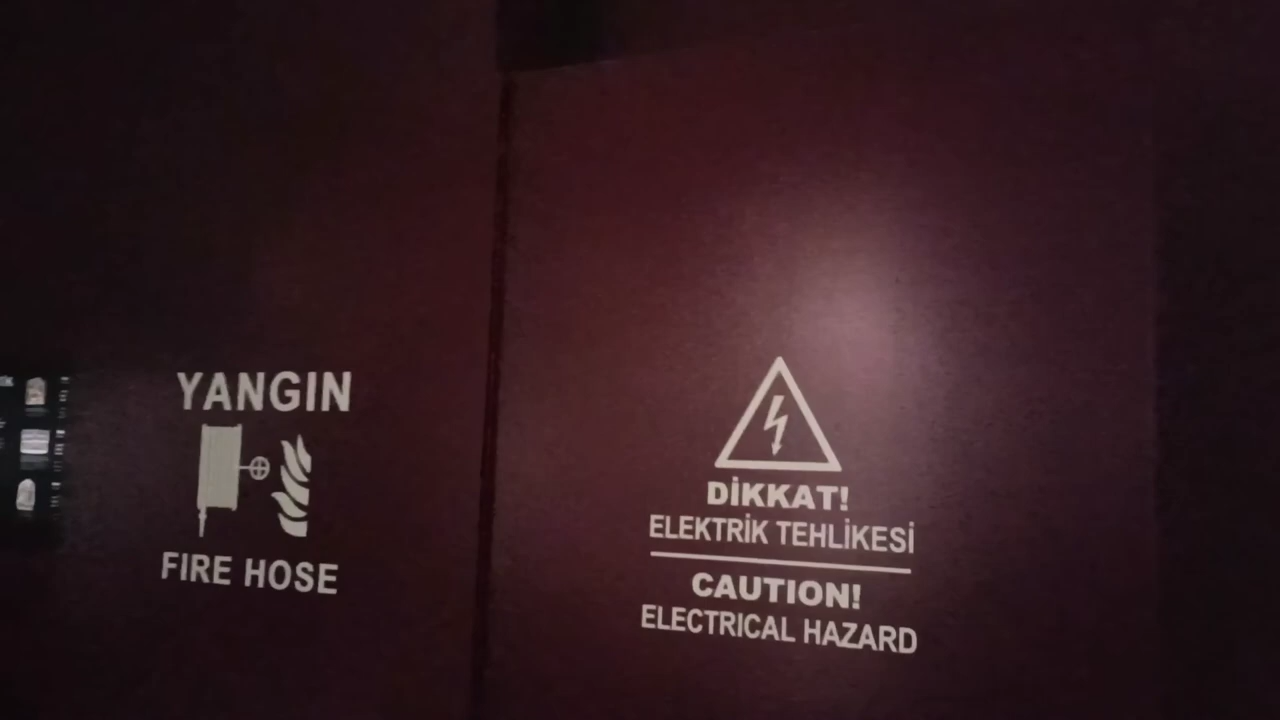 YANGIN
FIRE HOSE
DİKKAT!
ELEKTRİK TEHLİKESİ
CAUTION!
ELECTRICAL HAZARD